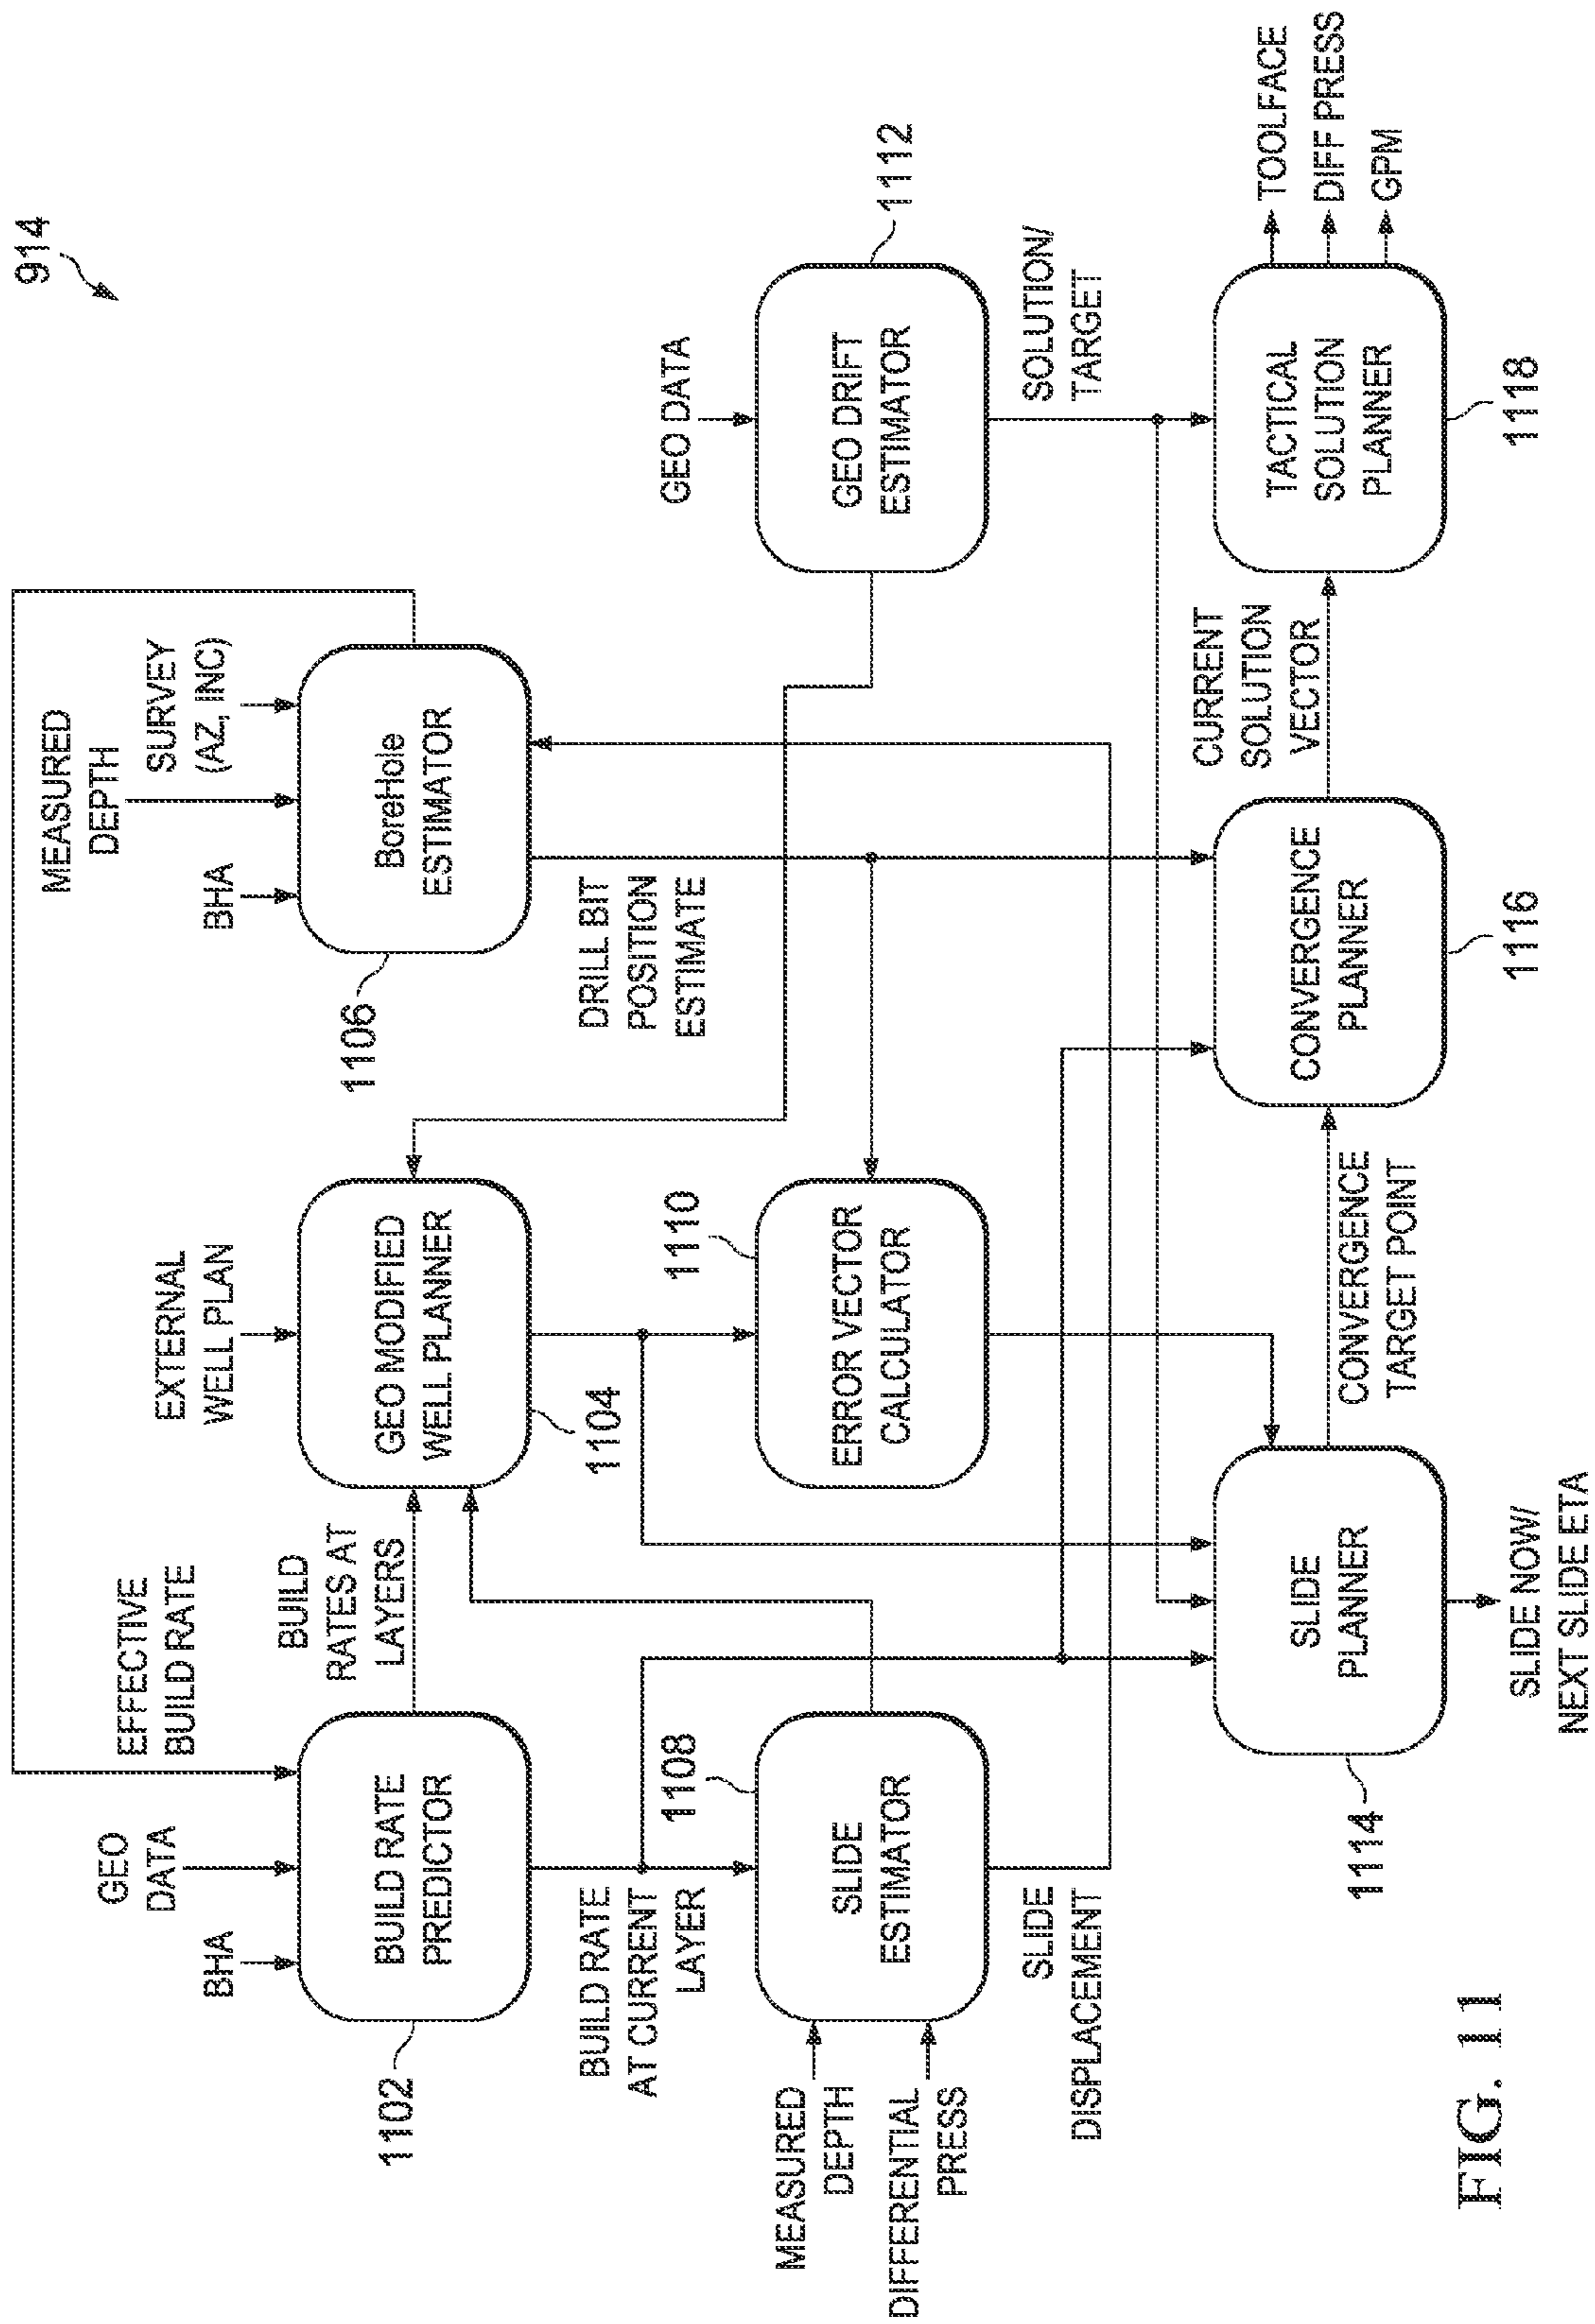 914
EFFECTIVE
BUILD RATE
GEO
DATA
BHA
BUILD RATE
PREDICTOR
1102
BUILD
RATES AT
LAYERS
EXTERNAL
WELL PLAN
GEO MODIFIED
WELL PLANNER
1104
MEASURED
DEPTH
SURVEY
(AZ, INC)
BHA
BoreHole
ESTIMATOR
1106
BUILD RATE
AT CURRENT
LAYER
1108
DRILL BIT
POSITION
ESTIMATE
MEASURED
DEPTH
DIFFERENTIAL
PRESS
SLIDE
ESTIMATOR
1110
ERROR VECTOR
CALCULATOR
GEO DATA
GEO DRIFT
ESTIMATOR
1112
SLIDE
DISPLACEMENT
SOLUTION/
TARGET
SLIDE
PLANNER
1114
CONVERGENCE
TARGET POINT
CONVERGENCE
PLANNER
1116
CURRENT
SOLUTION
VECTOR
TACTICAL
SOLUTION
PLANNER
1118
TOOLFACE
DIFF PRESS
GPM
SLIDE NOW/
NEXT SLIDE ETA
FIG. 11